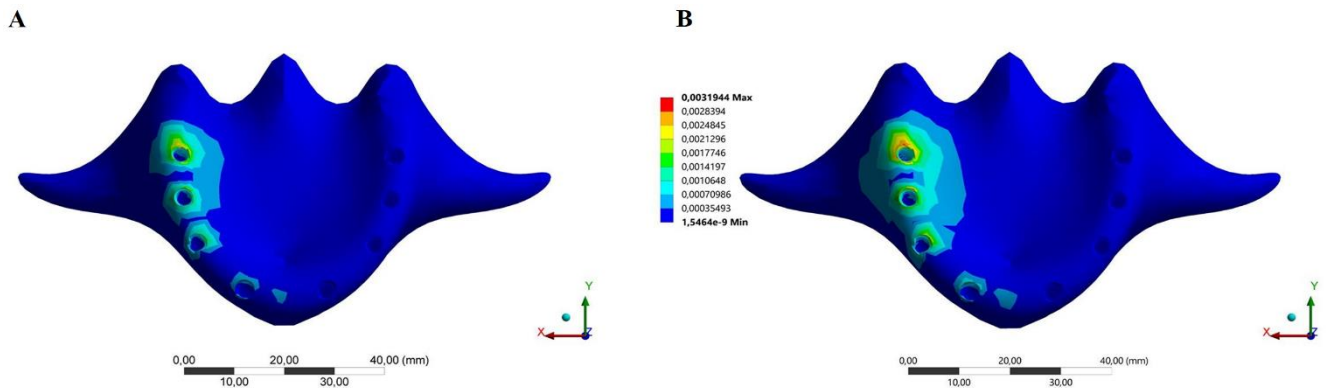 A
B
0,0031944 Max
0,0028394
0,0024845
0,0021296
0,0017746
0,0014197
0,0010648
0,00070986
0,00035493
1,5464e-9 Min
Y
X
Z
0,00 20,00 40,00 (mm)
10,00 30,00
Y
X
Z
0,00 20,00 40,00 (mm)
10,00 30,00